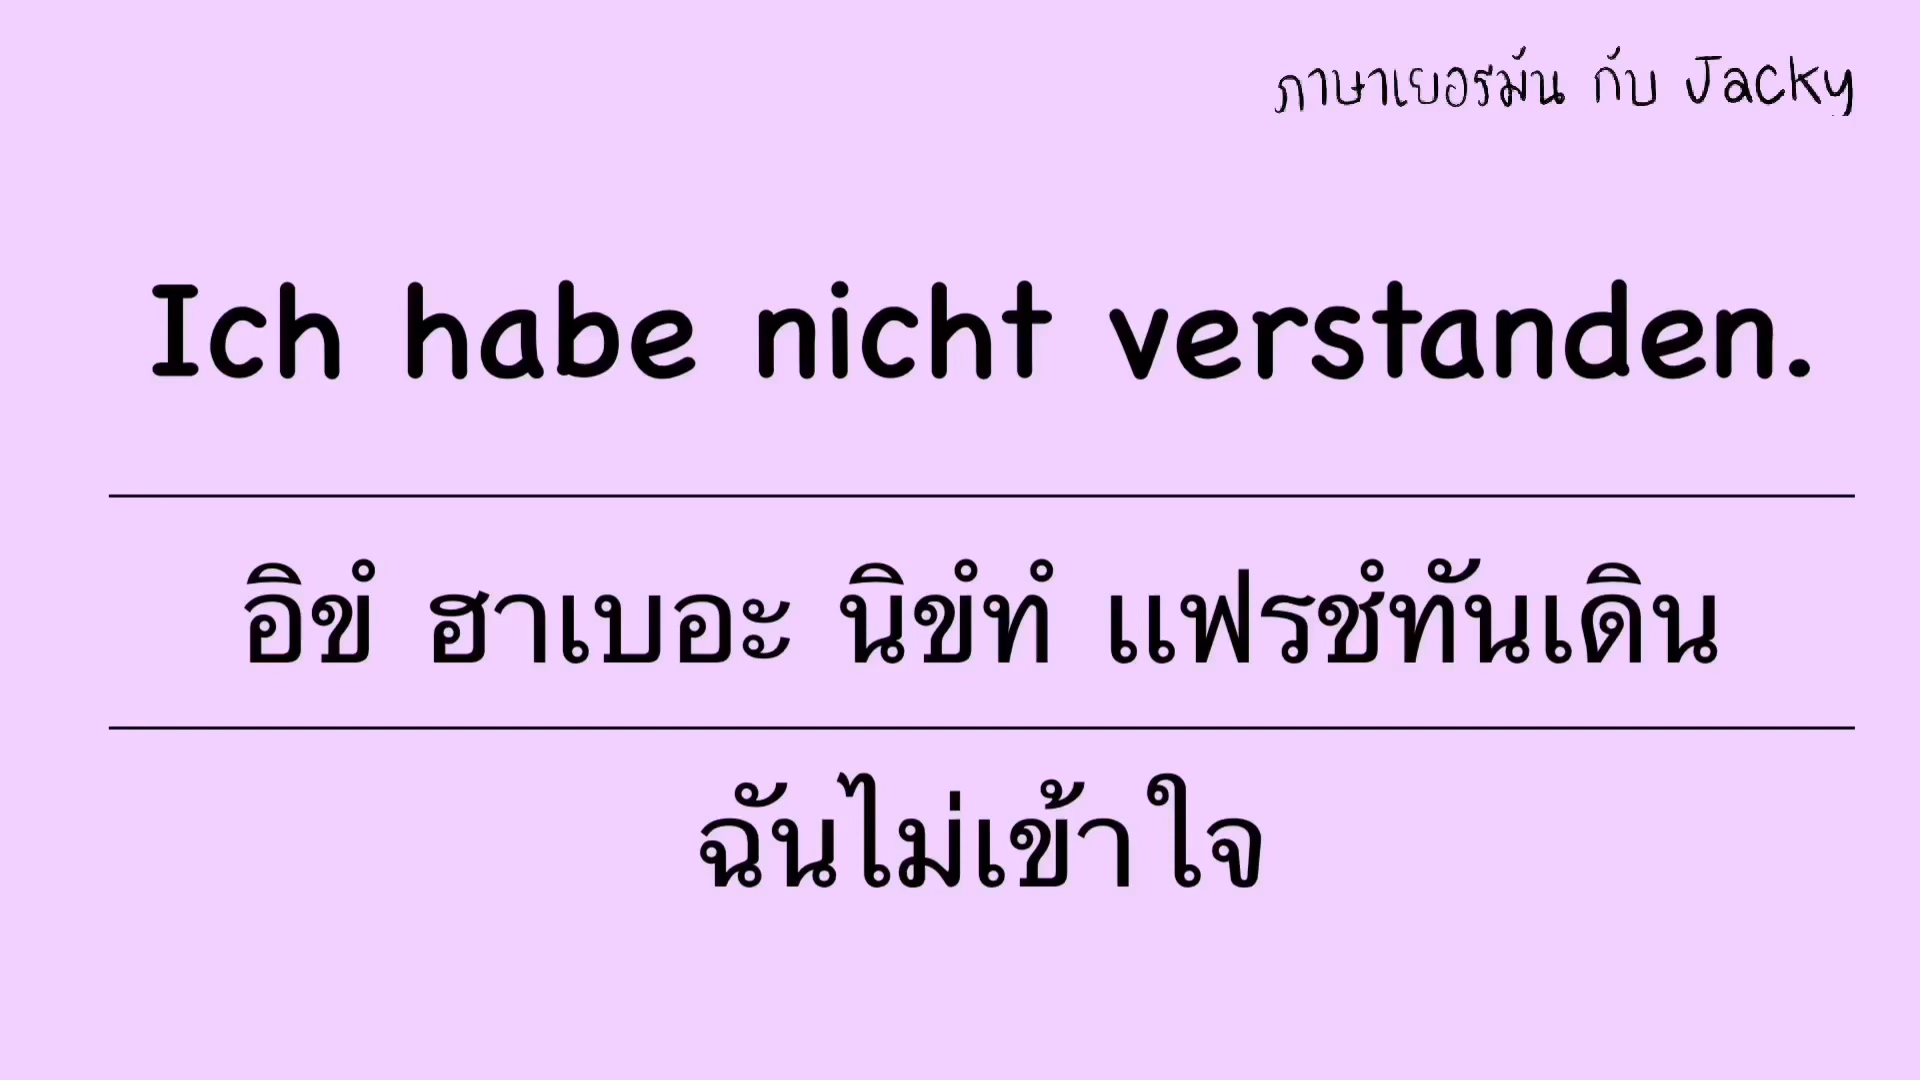 ภาษาเยอรมัน กับ Jacky
Ich habe nicht verstanden.
อิขํ ฮาเบอะ นิขํทํ แฟรชํทันเดิน
ฉันไม่เข้าใจ